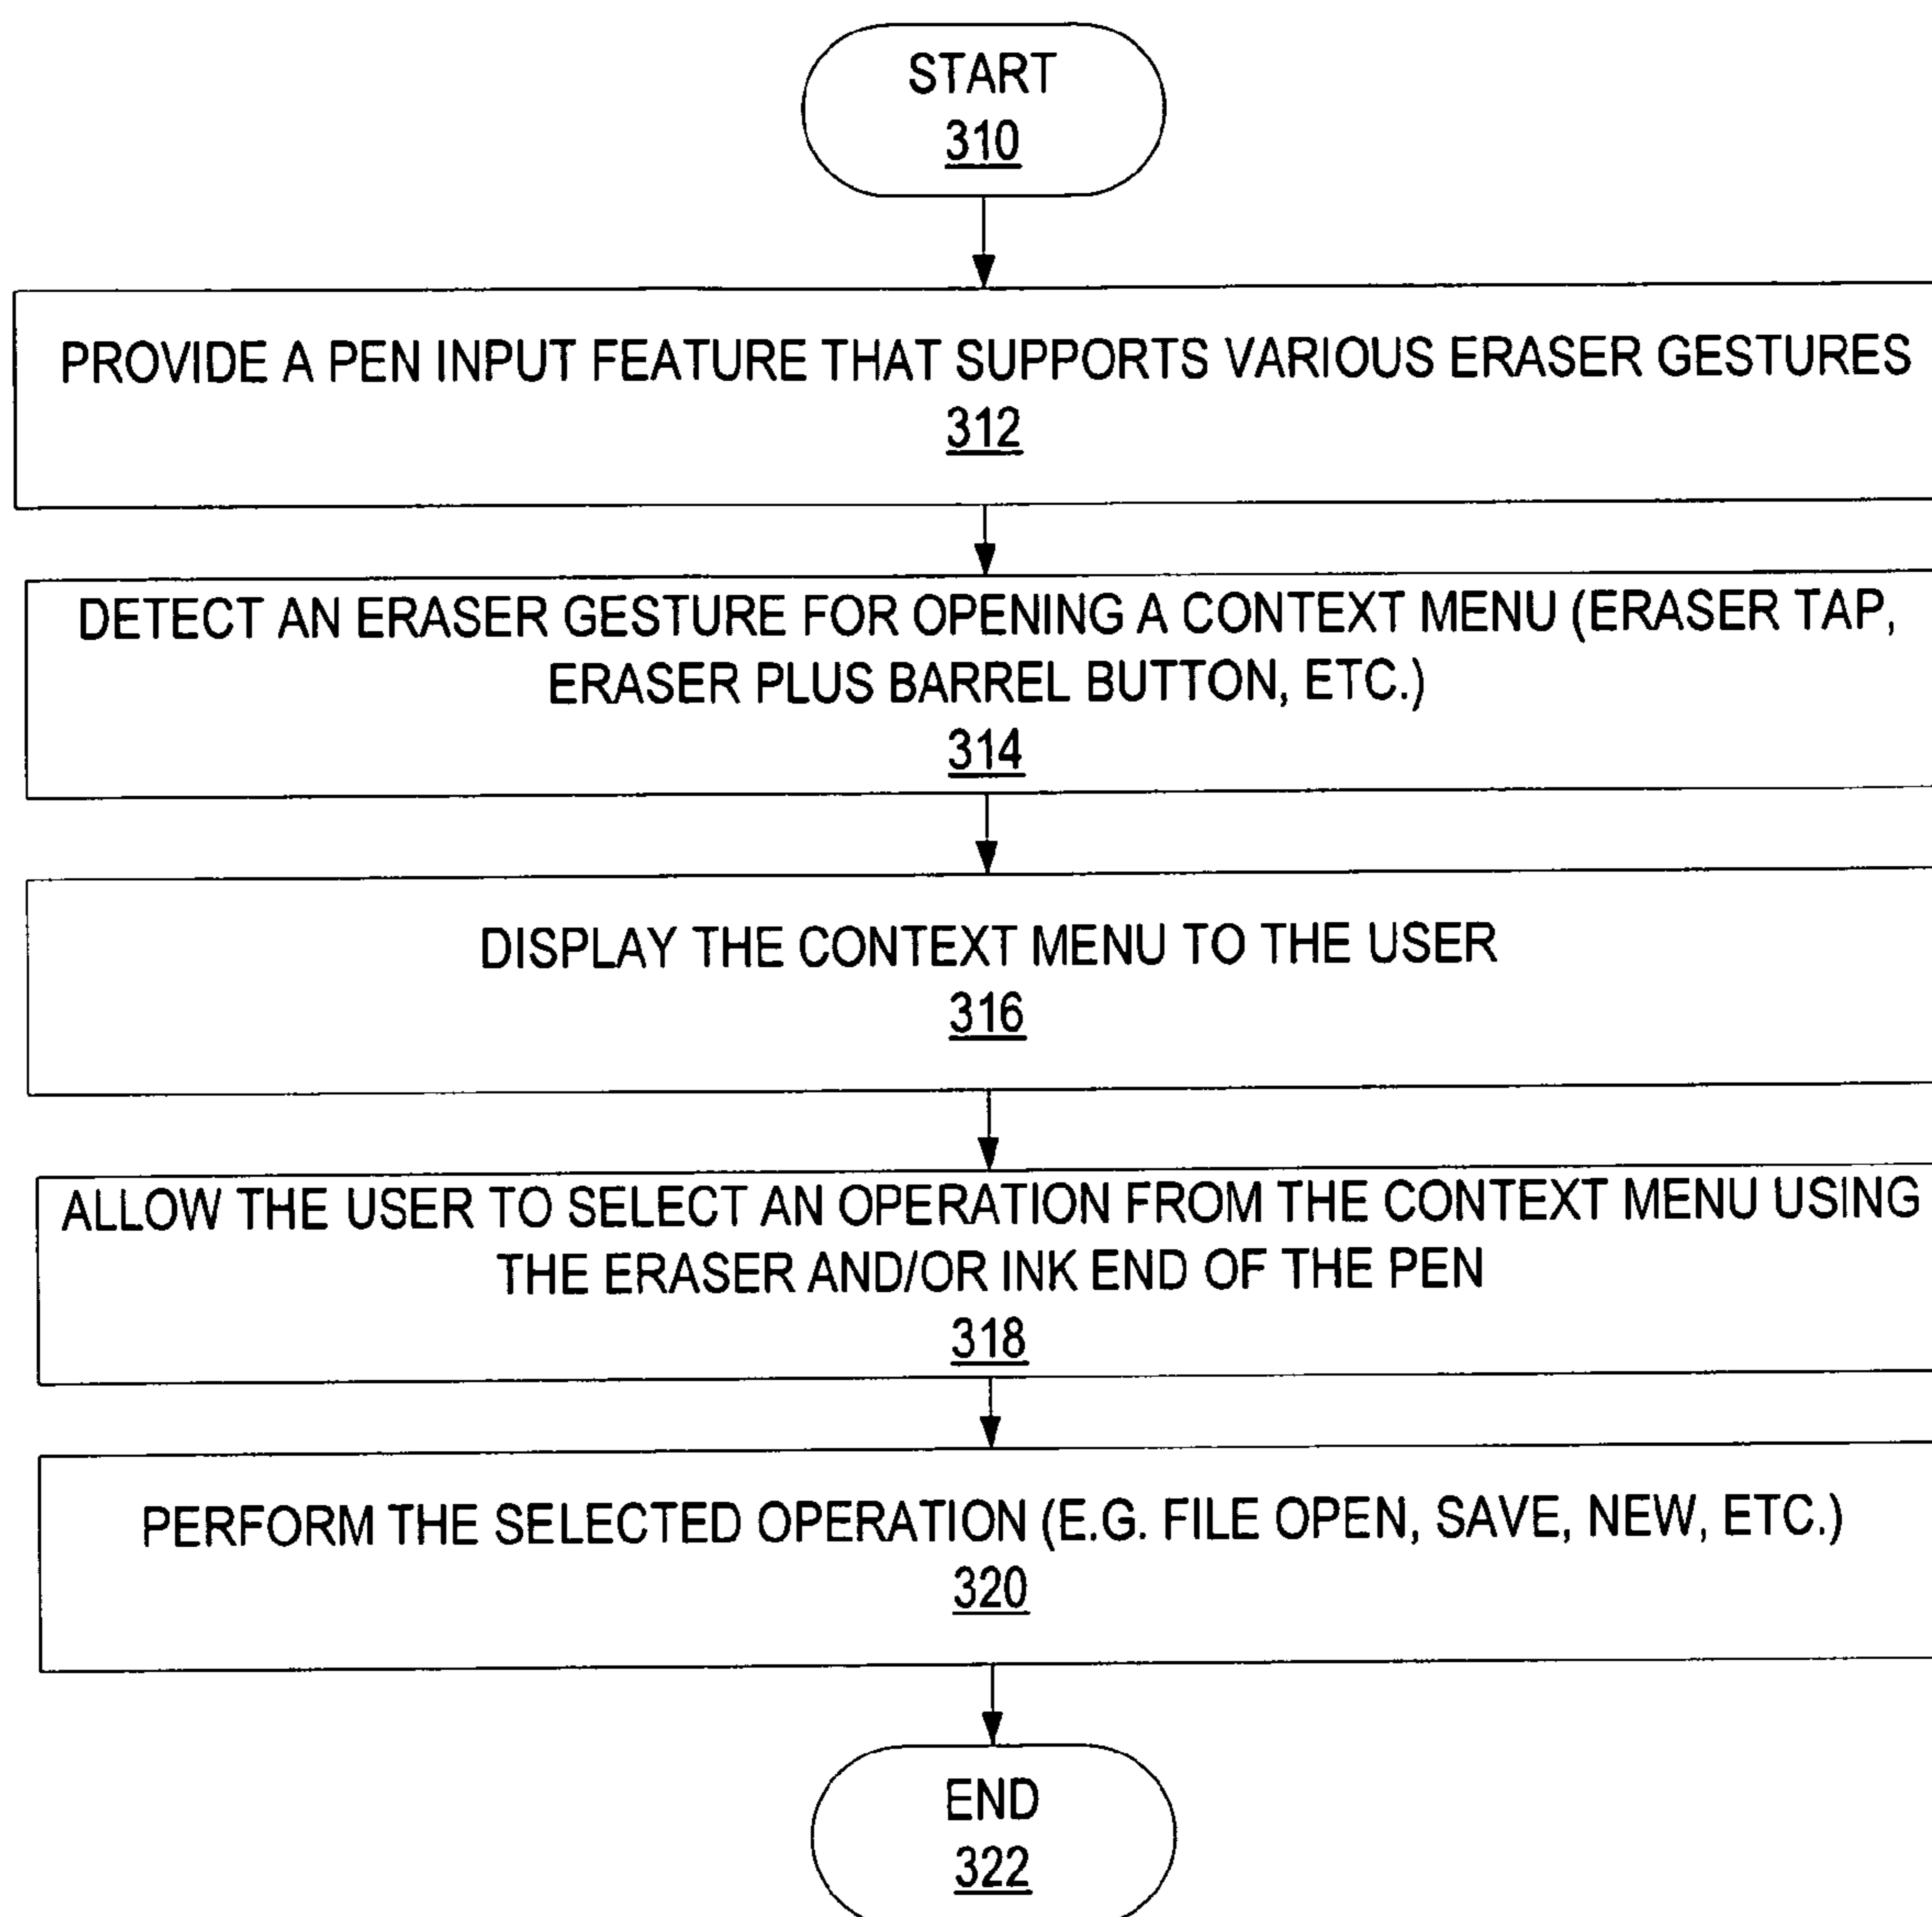 START
310
PROVIDE A PEN INPUT FEATURE THAT SUPPORTS VARIOUS ERASER GESTURES
312
DETECT AN ERASER GESTURE FOR OPENING A CONTEXT MENU (ERASER TAP,
ERASER PLUS BARREL BUTTON, ETC.)
314
DISPLAY THE CONTEXT MENU TO THE USER
316
ALLOW THE USER TO SELECT AN OPERATION FROM THE CONTEXT MENU USING
THE ERASER AND/OR INK END OF THE PEN
318
PERFORM THE SELECTED OPERATION (E.G. FILE OPEN, SAVE, NEW, ETC.)
320
END
322